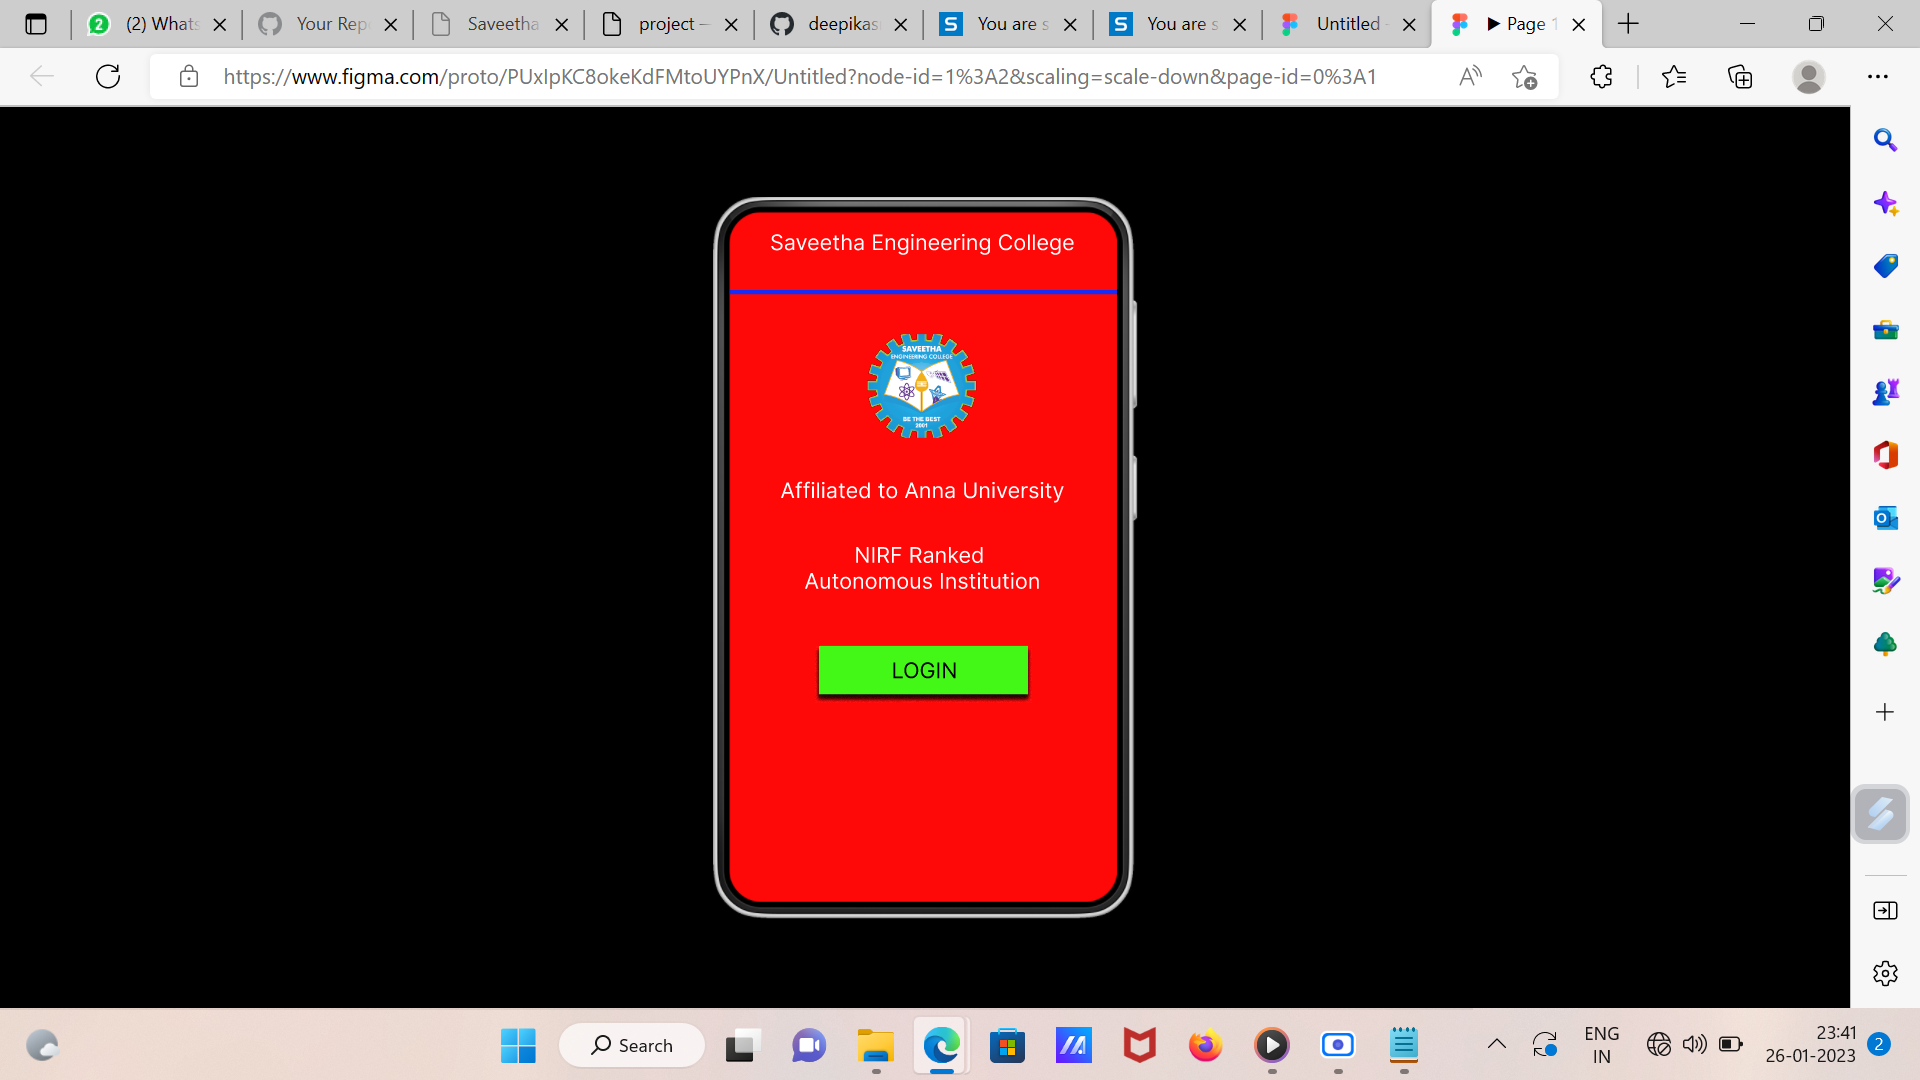 (2) Whats
Your Rep
Saveetha
project —
deepikas
You are s
You are s
Untitled -
▶ Page 1
https://www.figma.com/proto/PUxIpKC8okeKdFMtoUYPnX/Untitled?node-id=1%3A2&scaling=scale-down&page-id=0%3A1
Saveetha Engineering College
SAVEETHA
ENGINEERING COLLEGE
BE THE BEST
2001
Affiliated to Anna University
NIRF Ranked
Autonomous Institution
LOGIN
Search
ENG
IN
23:41
26-01-2023
2